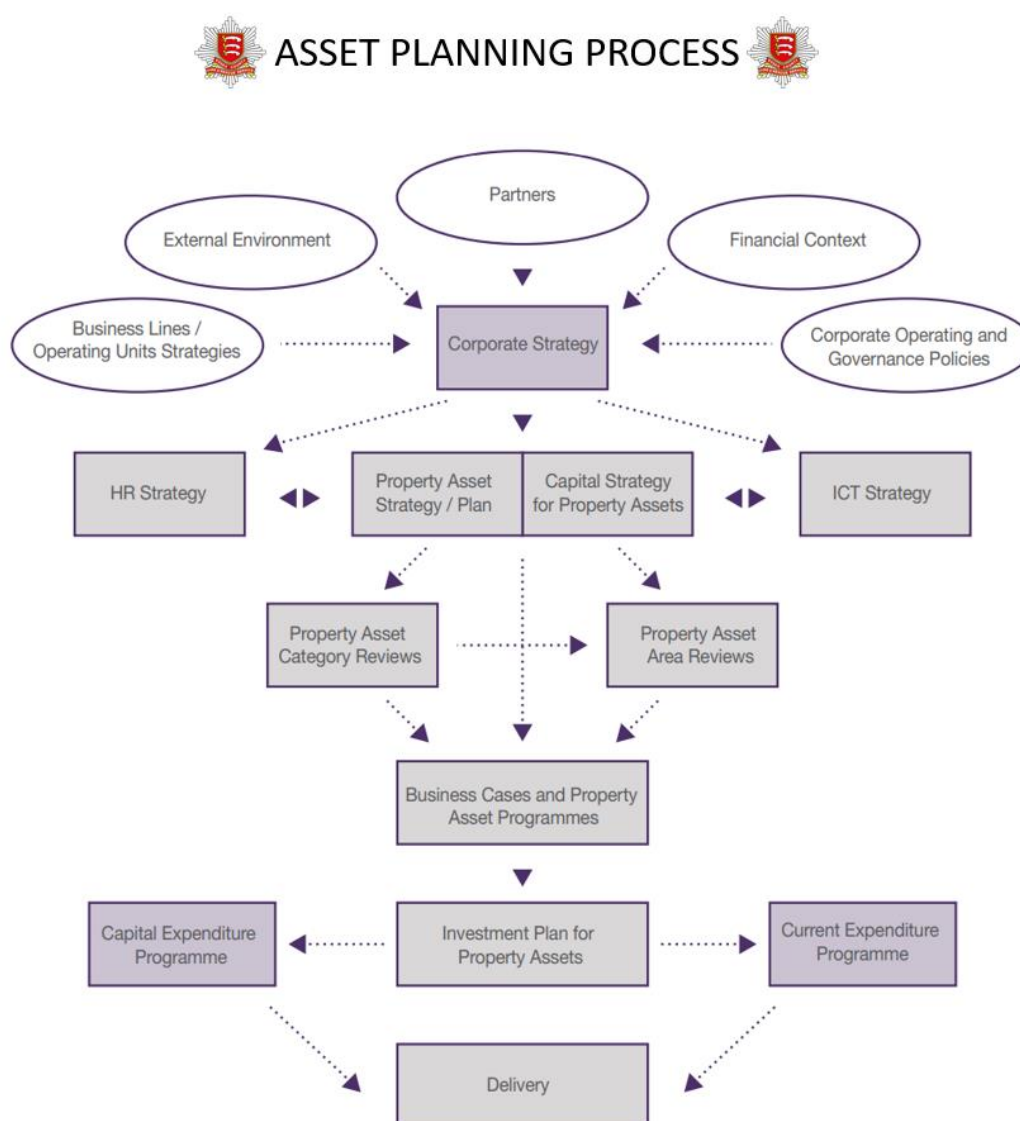 ASSET PLANNING PROCESS
Partners
External Environment
Financial Context
Business Lines /
Operating Units Strategies
Corporate Strategy
Corporate Operating and
Governance Policies
HR Strategy
Property Asset
Strategy / Plan
Capital Strategy
for Property Assets
ICT Strategy
Property Asset
Category Reviews
Property Asset
Area Reviews
Business Cases and Property
Asset Programmes
Capital Expenditure
Programme
Investment Plan for
Property Assets
Current Expenditure
Programme
Delivery